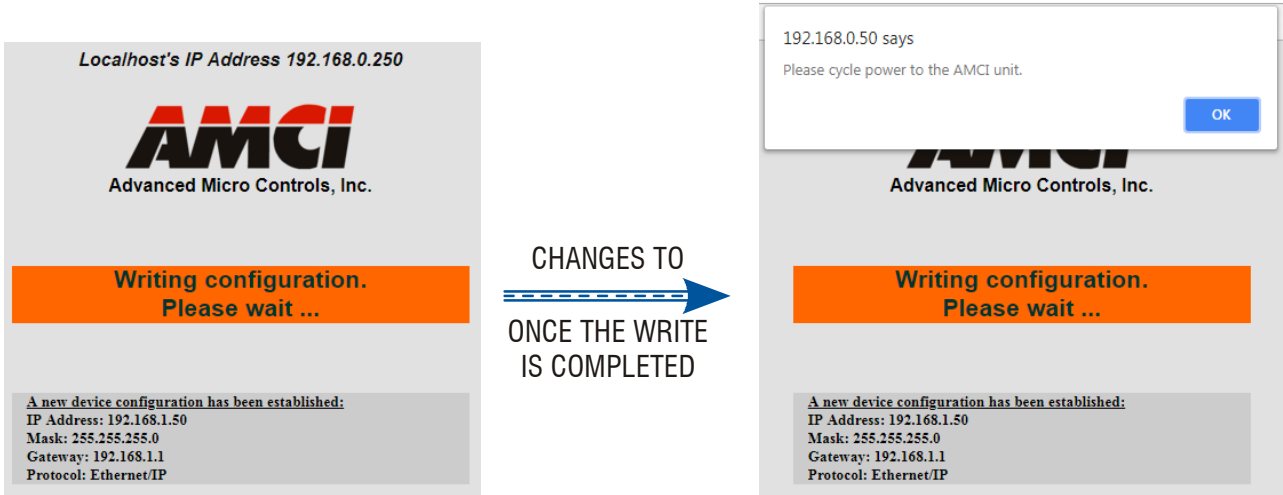 Localhost's IP Address 192.168.0.250
AMCI
Advanced Micro Controls, Inc.
Writing configuration.
Please wait ...
A new device configuration has been established:
IP Address: 192.168.1.50
Mask: 255.255.255.0
Gateway: 192.168.1.1
Protocol: Ethernet/IP
CHANGES TO
ONCE THE WRITE
IS COMPLETED
192.168.0.50 says
Please cycle power to the AMCI unit.
OK
AMCI
Advanced Micro Controls, Inc.
Writing configuration.
Please wait ...
A new device configuration has been established:
IP Address: 192.168.1.50
Mask: 255.255.255.0
Gateway: 192.168.1.1
Protocol: Ethernet/IP